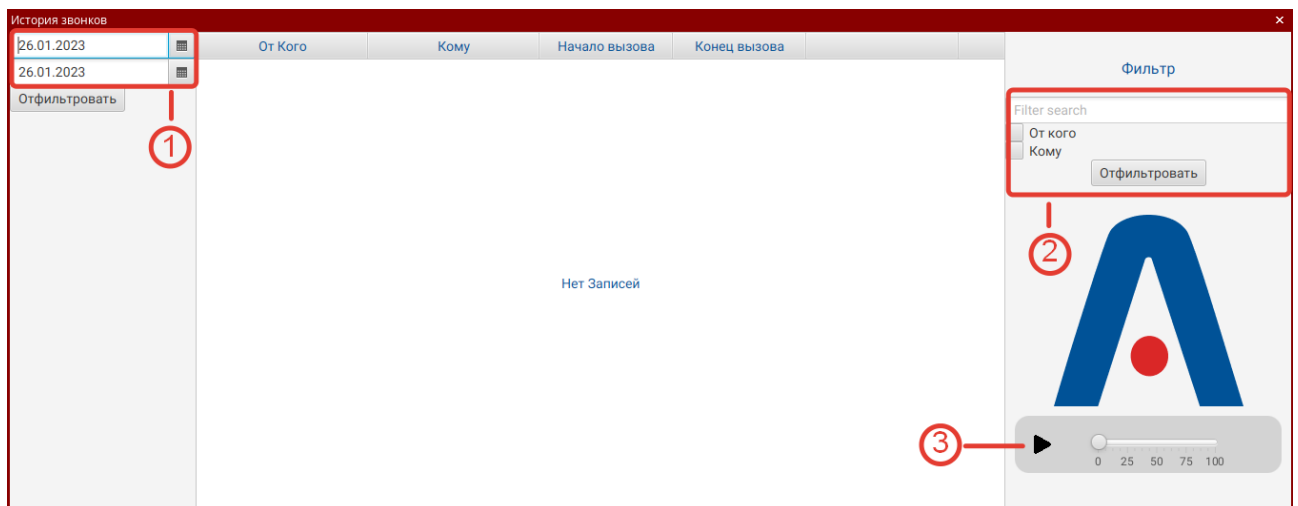 История звонков
26.01.2023
26.01.2023
Отфильтровать
1
От Кого Кому Начало вызова Конец вызова
Нет Записей
Фильтр
Filter search
От кого
Кому
Отфильтровать
2
3
0 25 50 75 100